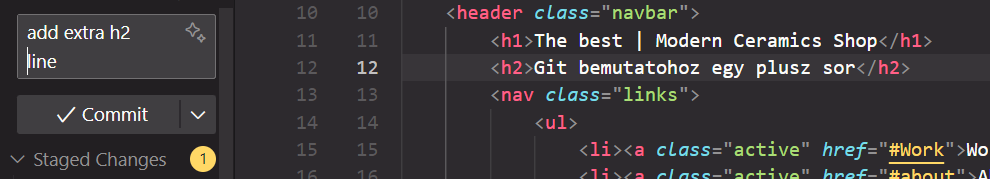 add extra h2
line
Commit
Staged Changes 1
10 10 <header class="navbar">
11 11 <h1>The best | Modern Ceramics Shop</h1>
12 12 <h2>Git bemutatohoz egy plusz sor</h2>
13 13 <nav class="links">
14 14 <ul>
15 15 <li><a class="active" href="#Work">Wo
16 16 <li><a class="active" href="#about">A